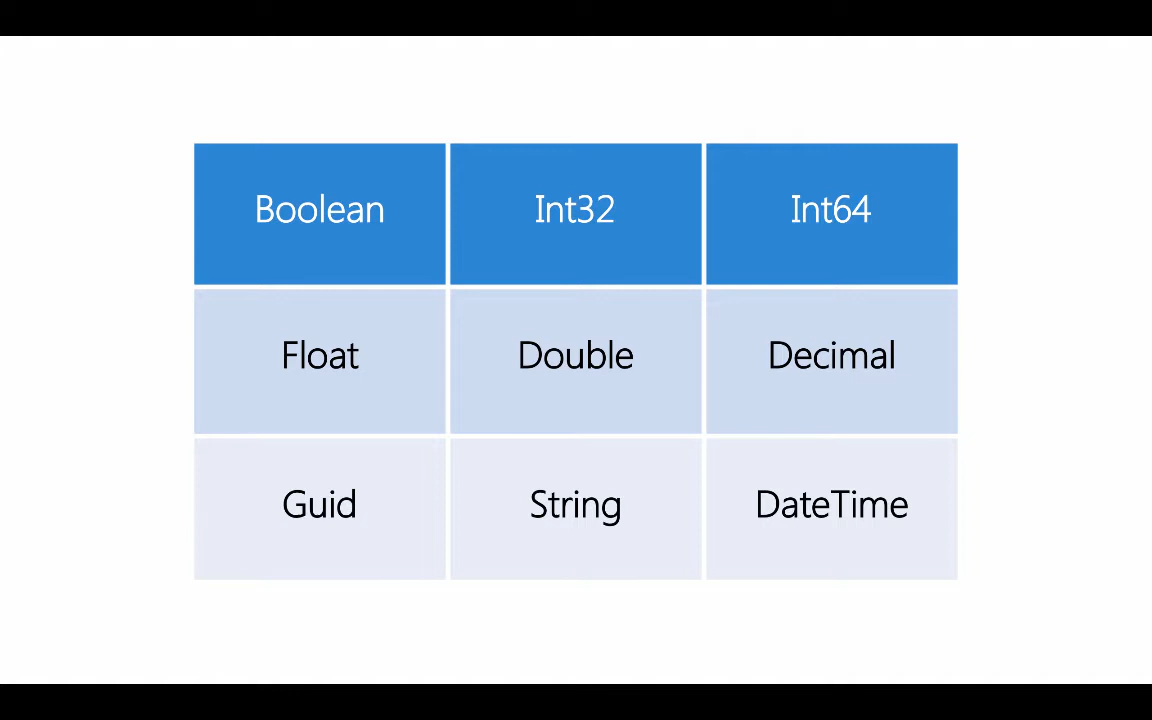 Boolean Int32 Int64
Float Double Decimal
Guid String DateTime